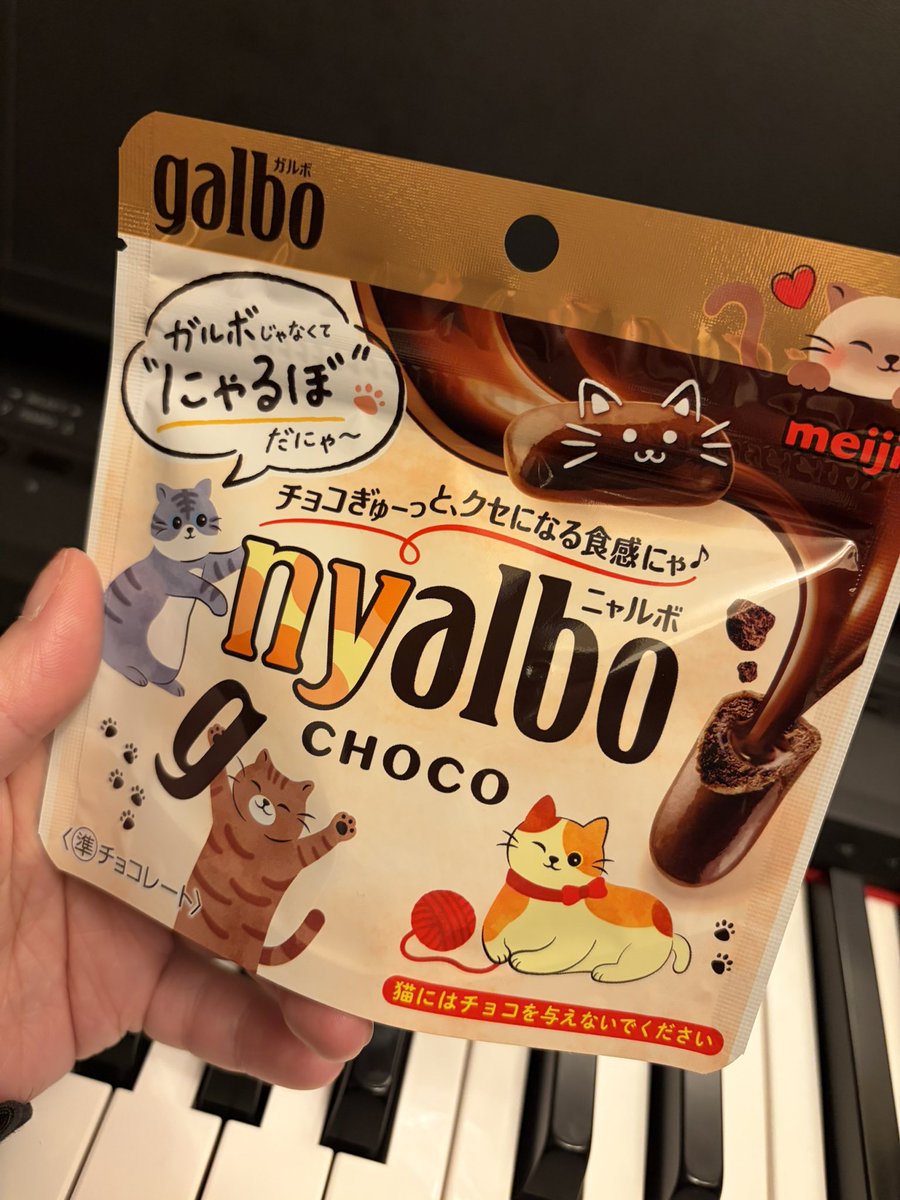 galbo
ガルボ
ガルボじゃなくて
"にゃるぼ"
だにゃ〜
meiji
チョコぎゅーっと、クセになる食感にゃ♪
nyalbo
ニャルボ
g
CHOCO
〈準チョコレート〉
猫にはチョコを与えないでください